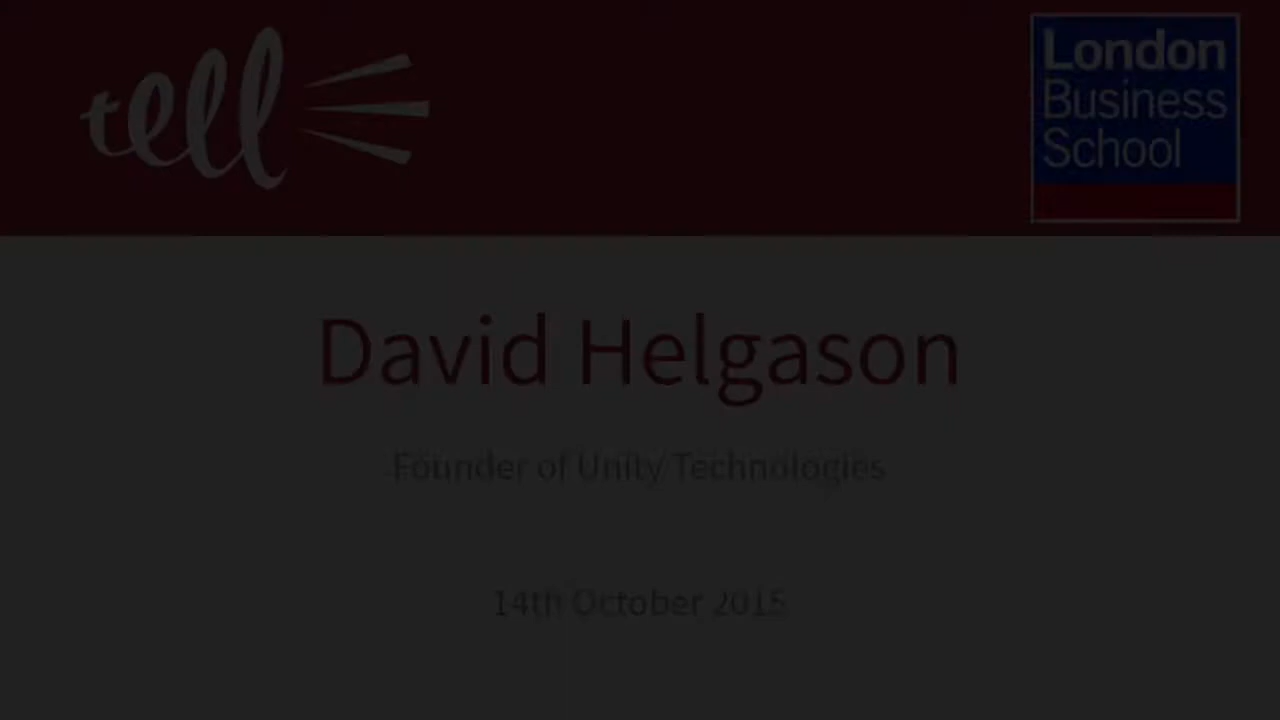 tell
London
Business
School
David Helgason
Founder of Unity Technologies
14th October 2015